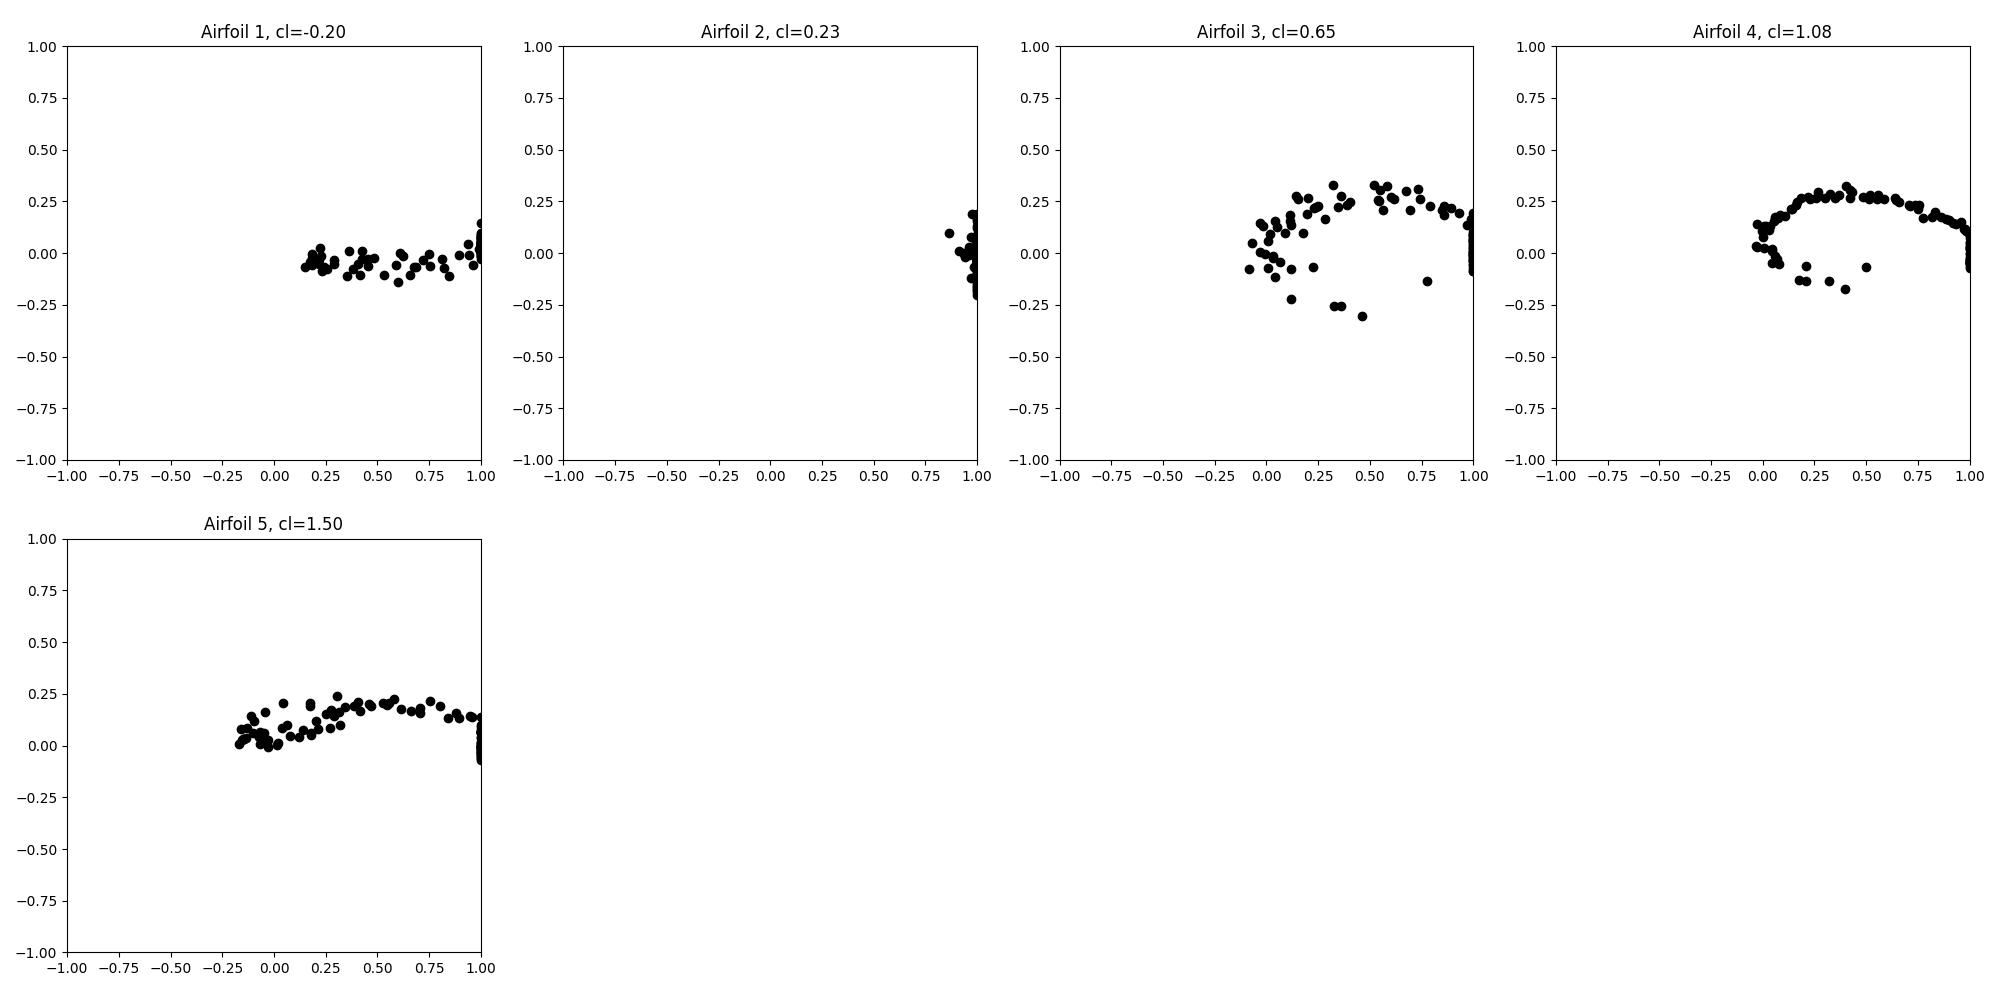 Airfoil 1, cl=-0.20
Airfoil 2, cl=0.23
Airfoil 3, cl=0.65
Airfoil 4, cl=1.08
1.00 1.00 1.00 1.00
0.75 0.75 0.75 0.75
0.50 0.50 0.50 0.50
0.25 0.25 0.25 0.25
0.00 0.00 0.00 0.00
−0.25 −0.25 −0.25 −0.25
−0.50 −0.50 −0.50 −0.50
−0.75 −0.75 −0.75 −0.75
−1.00 −1.00 −1.00 −1.00
−1.00 −0.75 −0.50 −0.25 0.00 0.25 0.50 0.75 1.00
−1.00 −0.75 −0.50 −0.25 0.00 0.25 0.50 0.75 1.00
−1.00 −0.75 −0.50 −0.25 0.00 0.25 0.50 0.75 1.00
−1.00 −0.75 −0.50 −0.25 0.00 0.25 0.50 0.75 1.00
Airfoil 5, cl=1.50
1.00
0.75
0.50
0.25
0.00
−0.25
−0.50
−0.75
−1.00
−1.00 −0.75 −0.50 −0.25 0.00 0.25 0.50 0.75 1.00